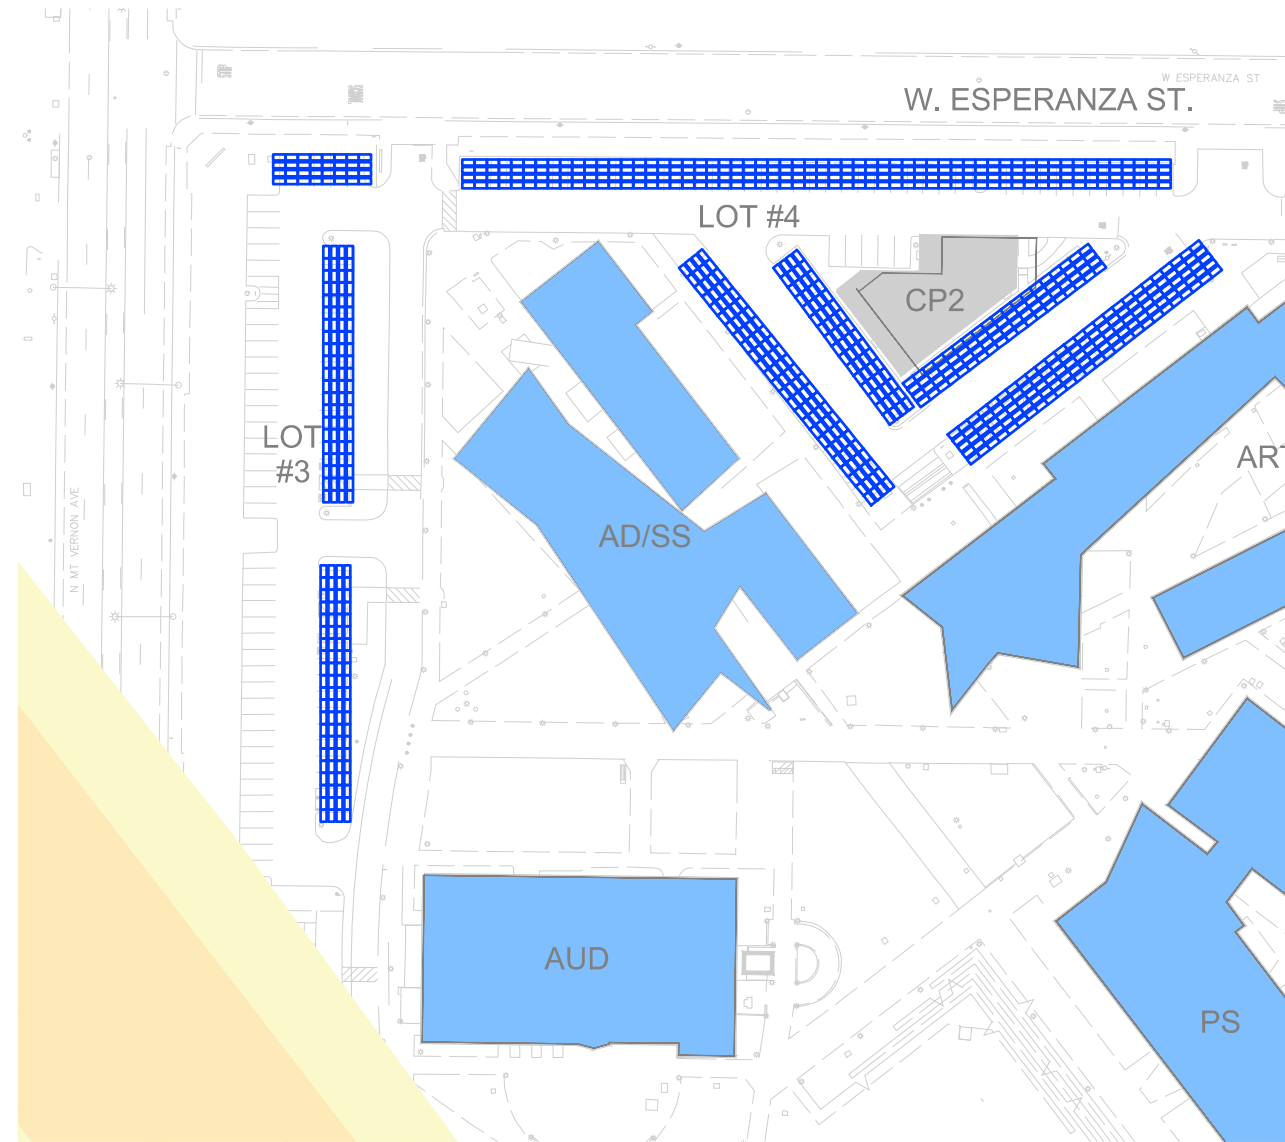 W ESPERANZA ST
W. ESPERANZA ST.
LOT #4
CP2
LOT
#3
ART
AD/SS
N MT VERNON AVE
AUD
PS